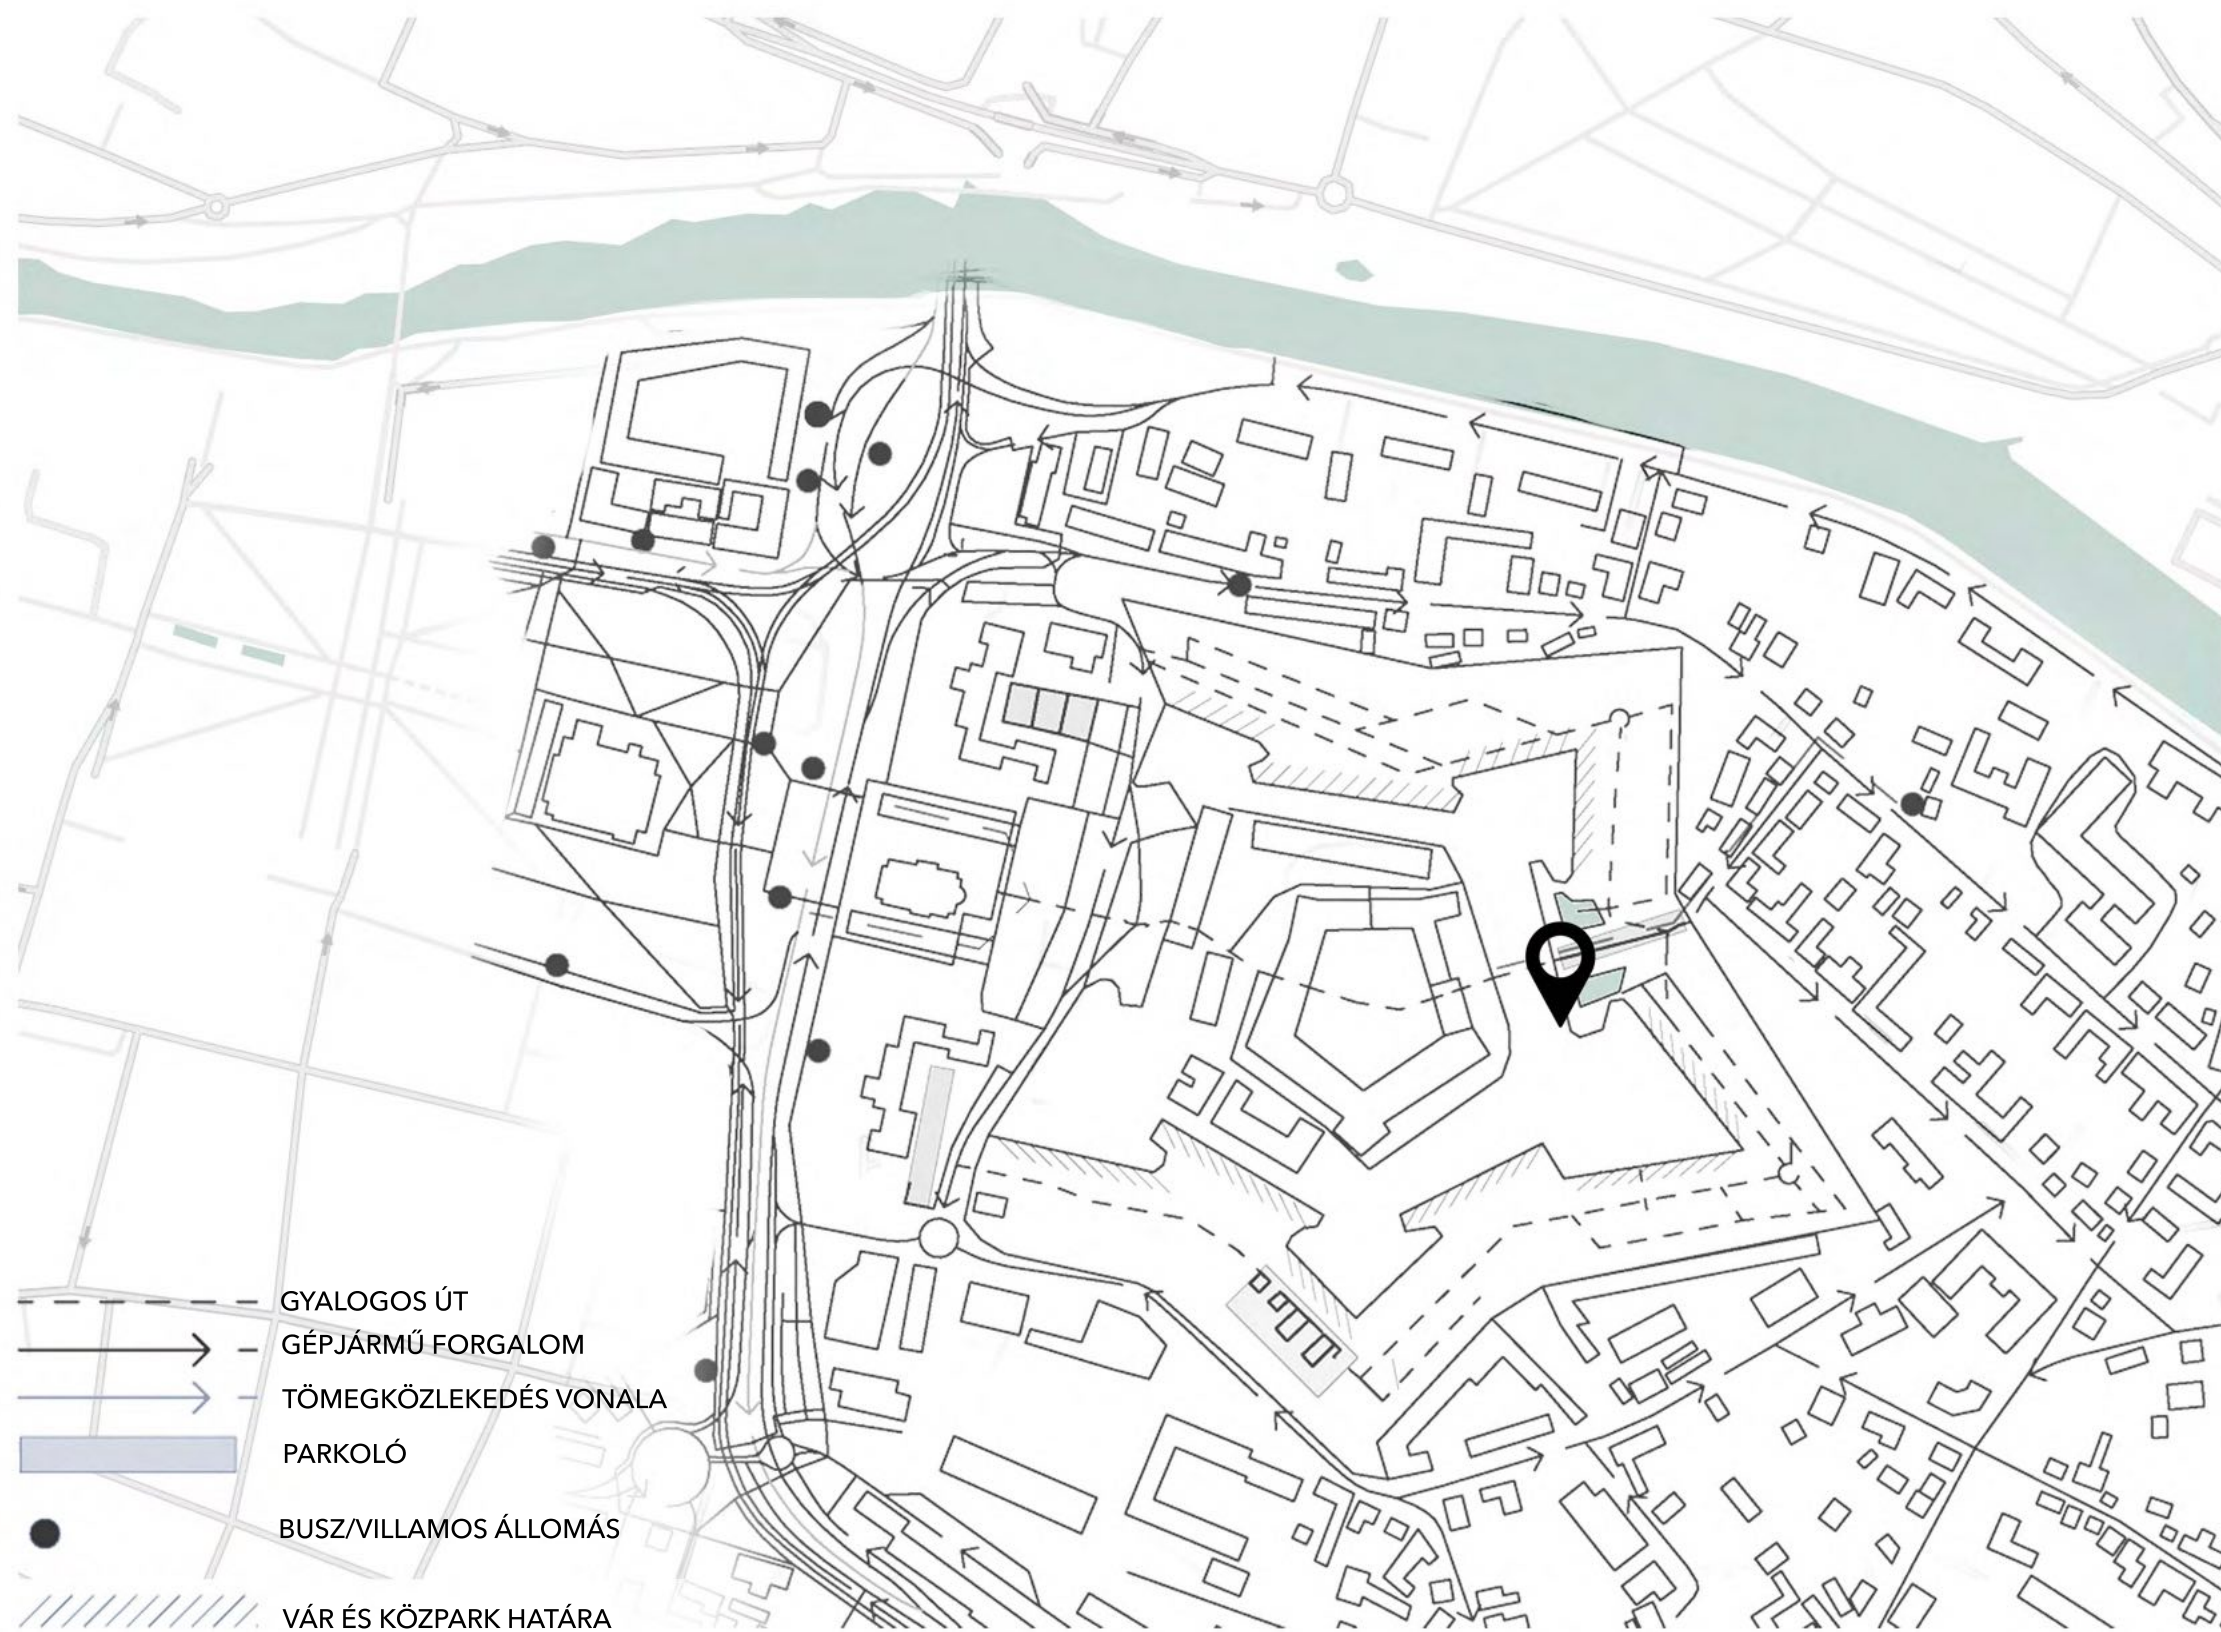 GYALOGOS ÚT
GÉPJÁRMŰ FORGALOM
TÖMEGKÖZLEKEDÉS VONALA
PARKOLÓ
BUSZ/VILLAMOS ÁLLOMÁS
VÁR ÉS KÖZPARK HATÁRA